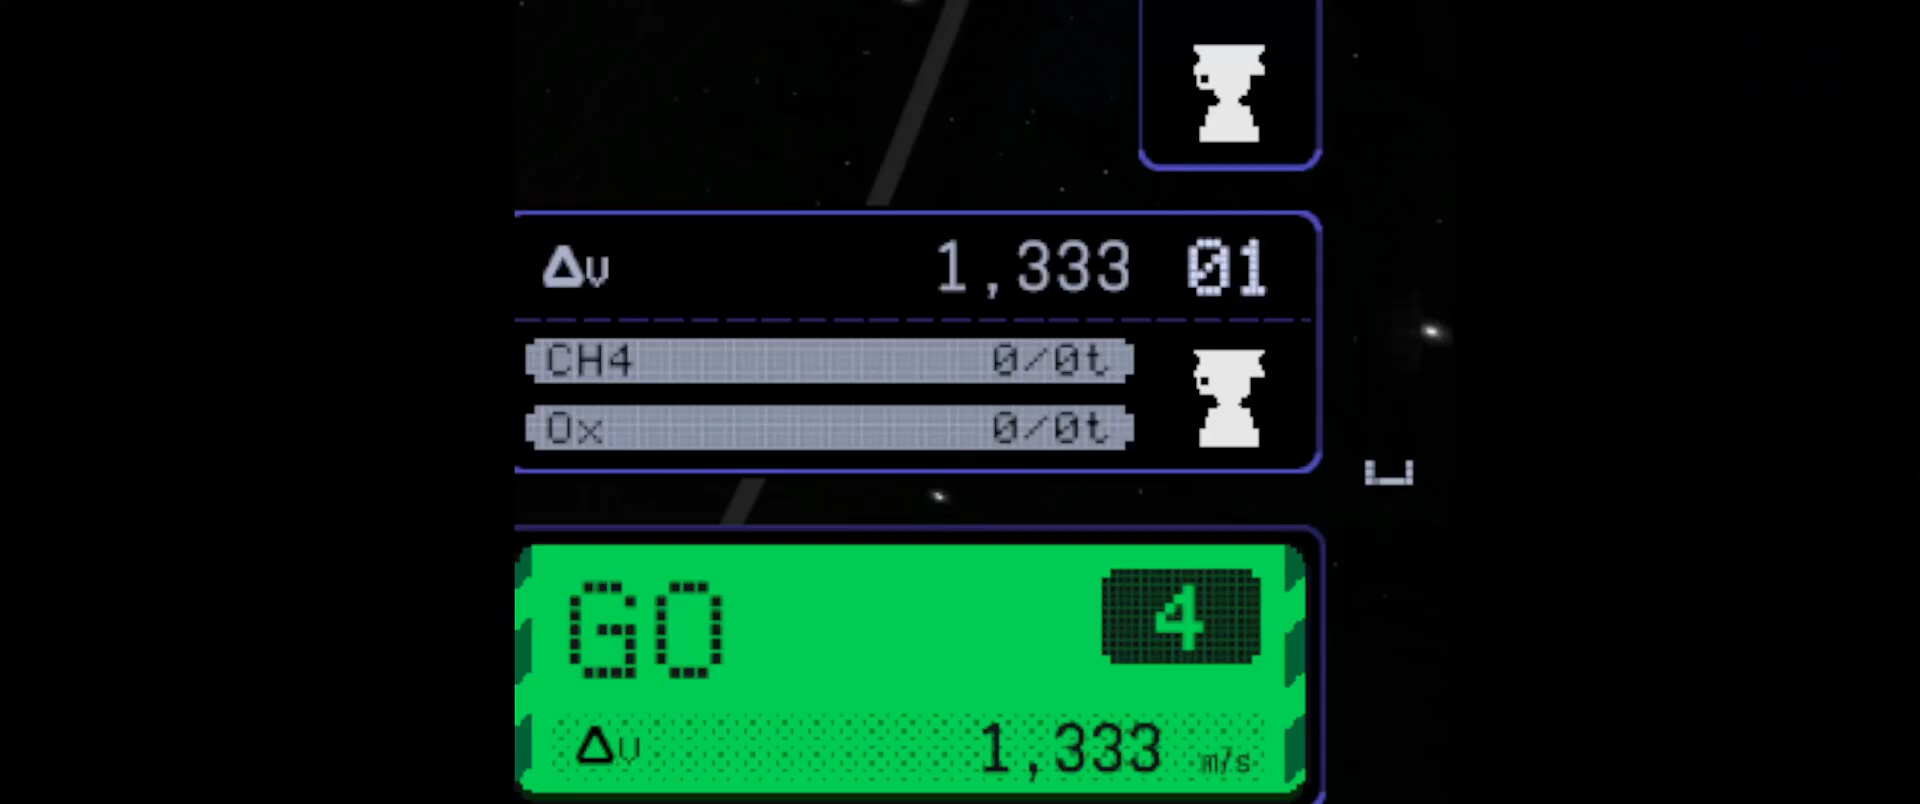 Δv 1,333 01
CH4 0/0t
Ox 0/0t
GO 4
Δv 1,333 m/s